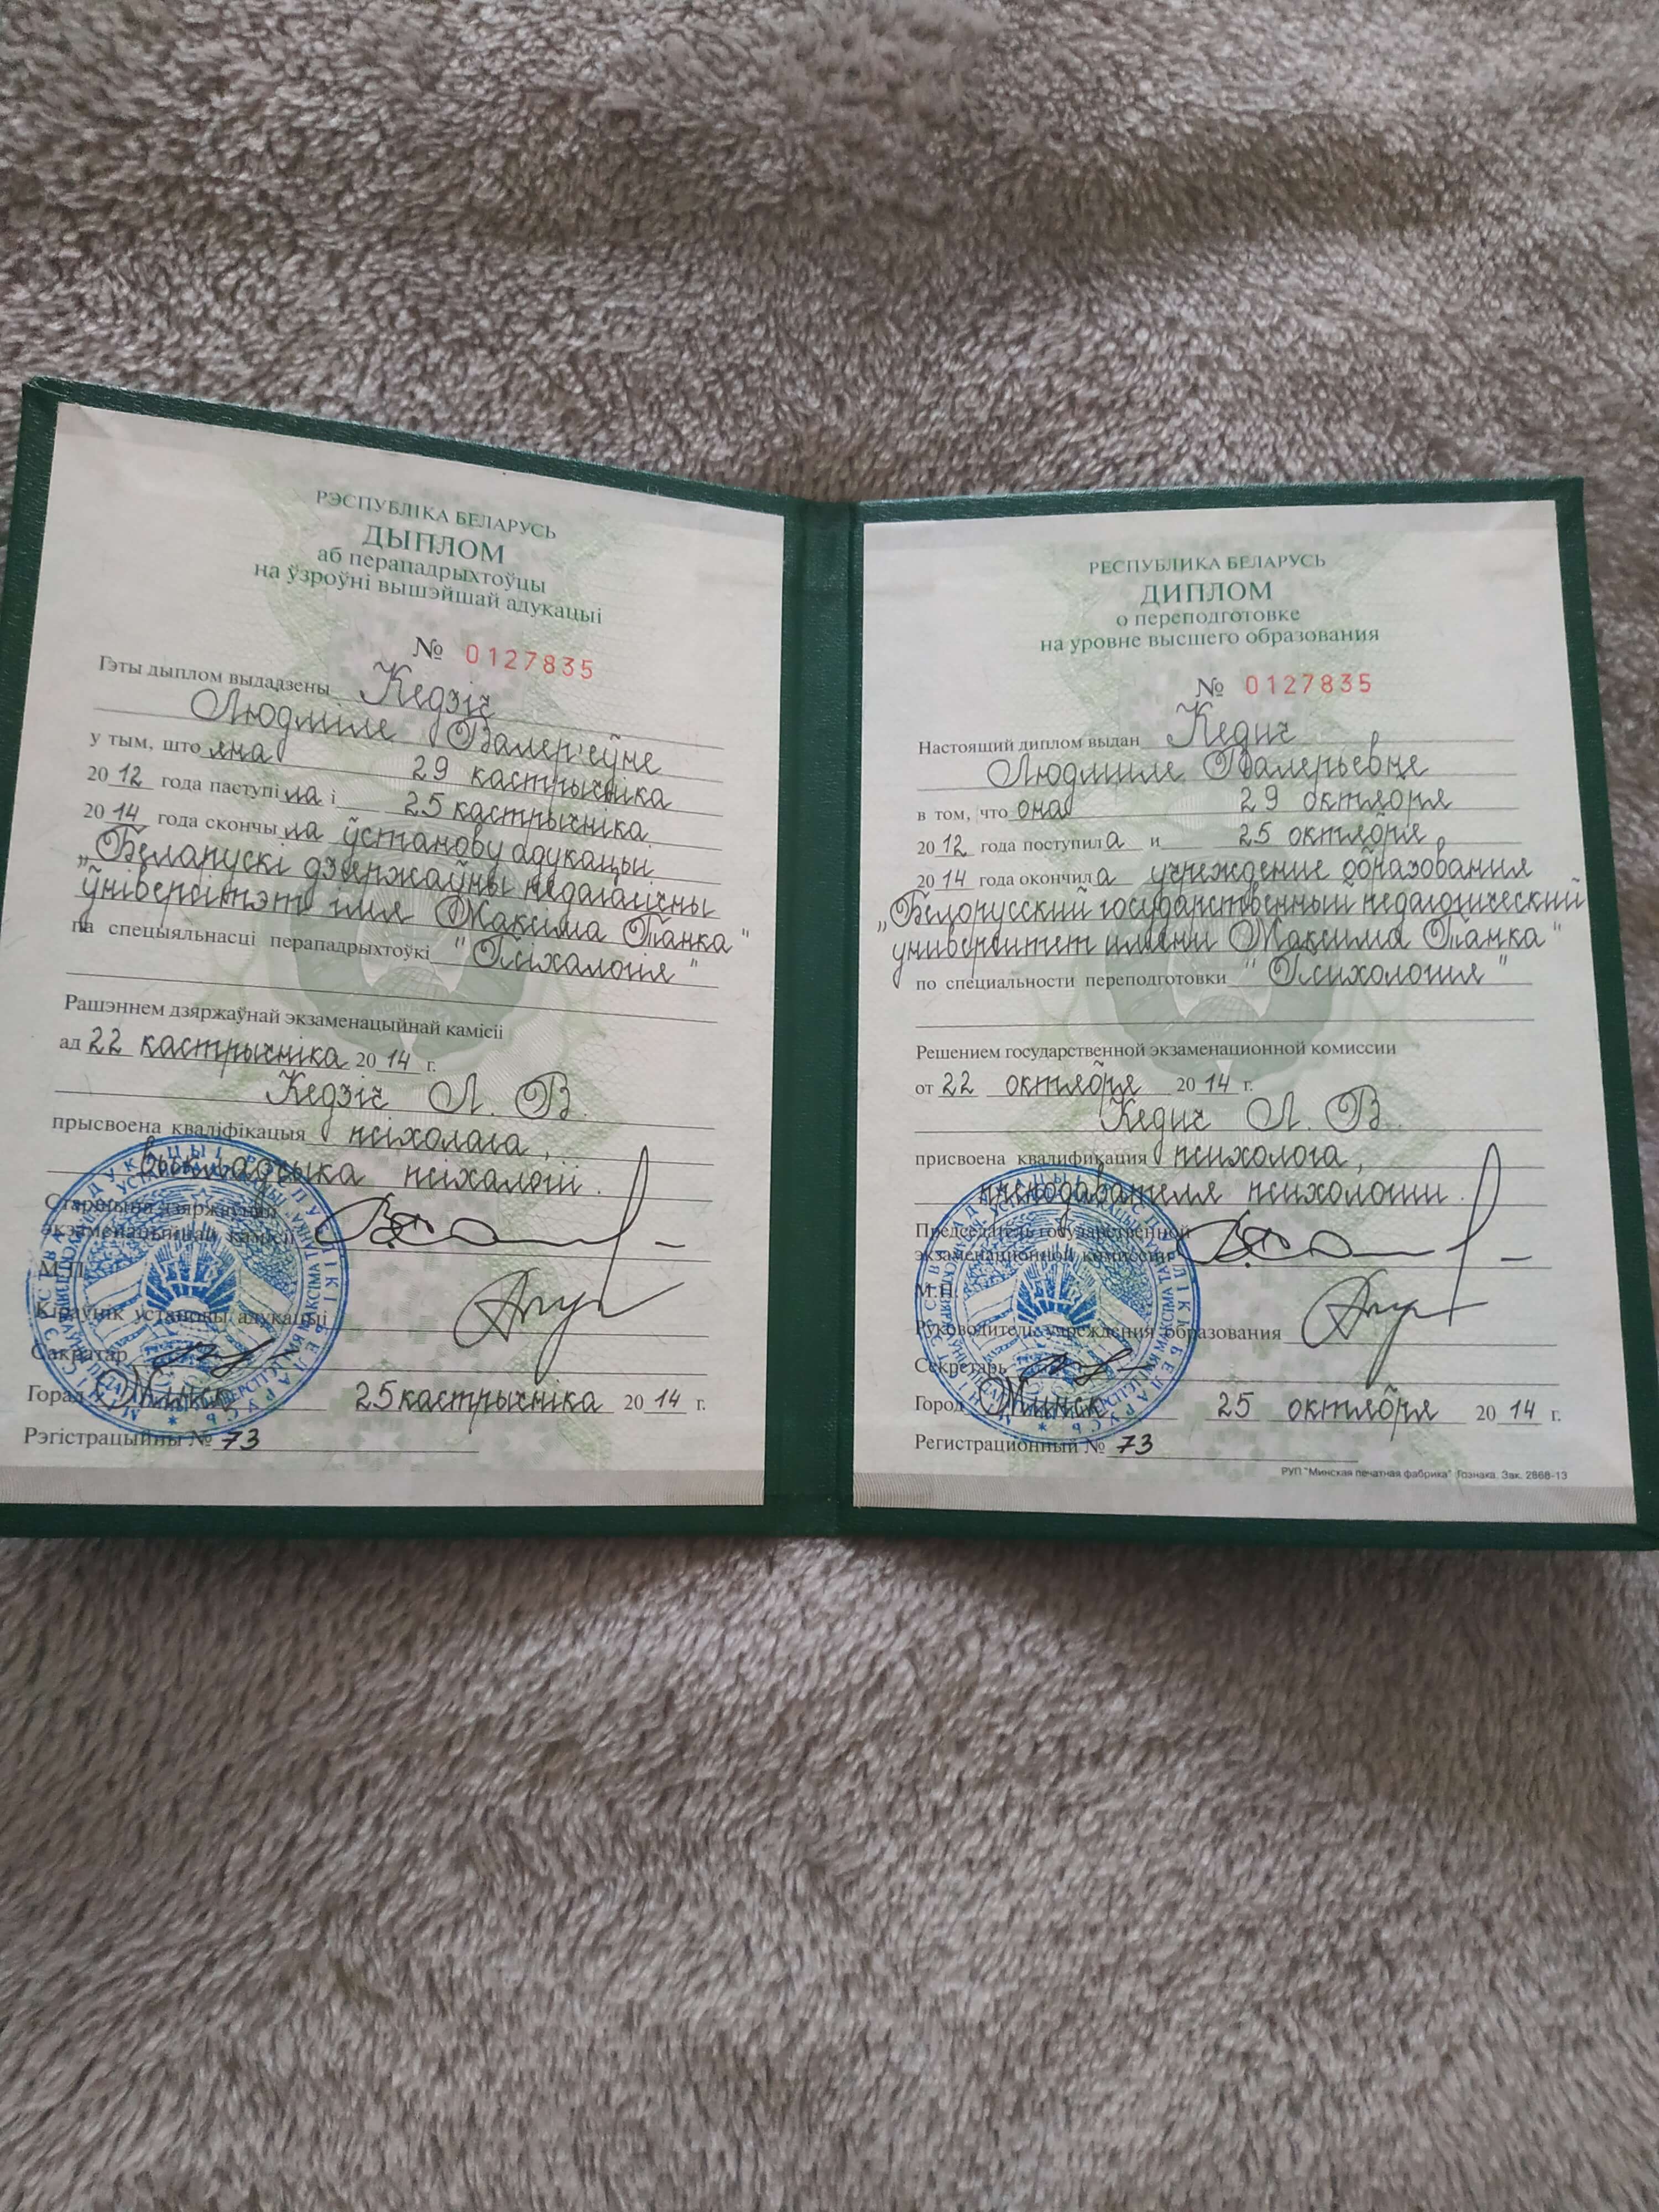 РЭСПУБЛІКА БЕЛАРУСЬ
ДЫПЛОМ
аб перападрыхтоўцы
на ўзроўні вышэйшай адукацыі
№ 0127835
Гэты дыплом выдадзены Кедзіч
Людміле Валер'еўне
у тым, што яна 29 кастрычніка
2012 года паступіла і 25 кастрычніка
2014 года скончыла ўстанову адукацыи
„Беларускі дзяржаўны педагагічны
ўніверсітэт імя Максіма Танка"
па спецыяльнасці перападрыхтоўкі "Псіхалогія"
Рашэннем дзяржаўнай экзаменацыйнай камісіі
ад 22 кастрычніка 2014 г.
Кедзіч Л. В.
прысвоена кваліфікацыя псіхолага,
выкладчыка псіхалогіі.
Старшыня дзяржаўнай
экзаменацыйнай камісіі
М.П.
Кіраўнік установы адукацыі
Сакратар
Горад Минск 25 кастрычніка 2014 г.
Рэгістрацыйны № 73
РЕСПУБЛИКА БЕЛАРУСЬ
ДИПЛОМ
о переподготовке
на уровне высшего образования
№ 0127835
Настоящий диплом выдан Кедич
Людмиле Валерьевне
в том, что она 29 октября
2012 года поступила и 25 октября
2014 года окончила учреждение образования
„Белорусский государственный педагогический
университет имени Максима Танка"
по специальности переподготовки "Психология"
Решением государственной экзаменационной комиссии
от 22 октября 2014 г.
Кедич Л. В.
присвоена квалификация психолога,
преподавателя психологии.
Председатель государственной
экзаменационной комиссии
М.П.
Руководитель учреждения образования
Секретарь
Город Минск 25 октября 2014 г.
Регистрационный № 73
РУП "Минская печатная фабрика" Гознака. Зак. 2868-13